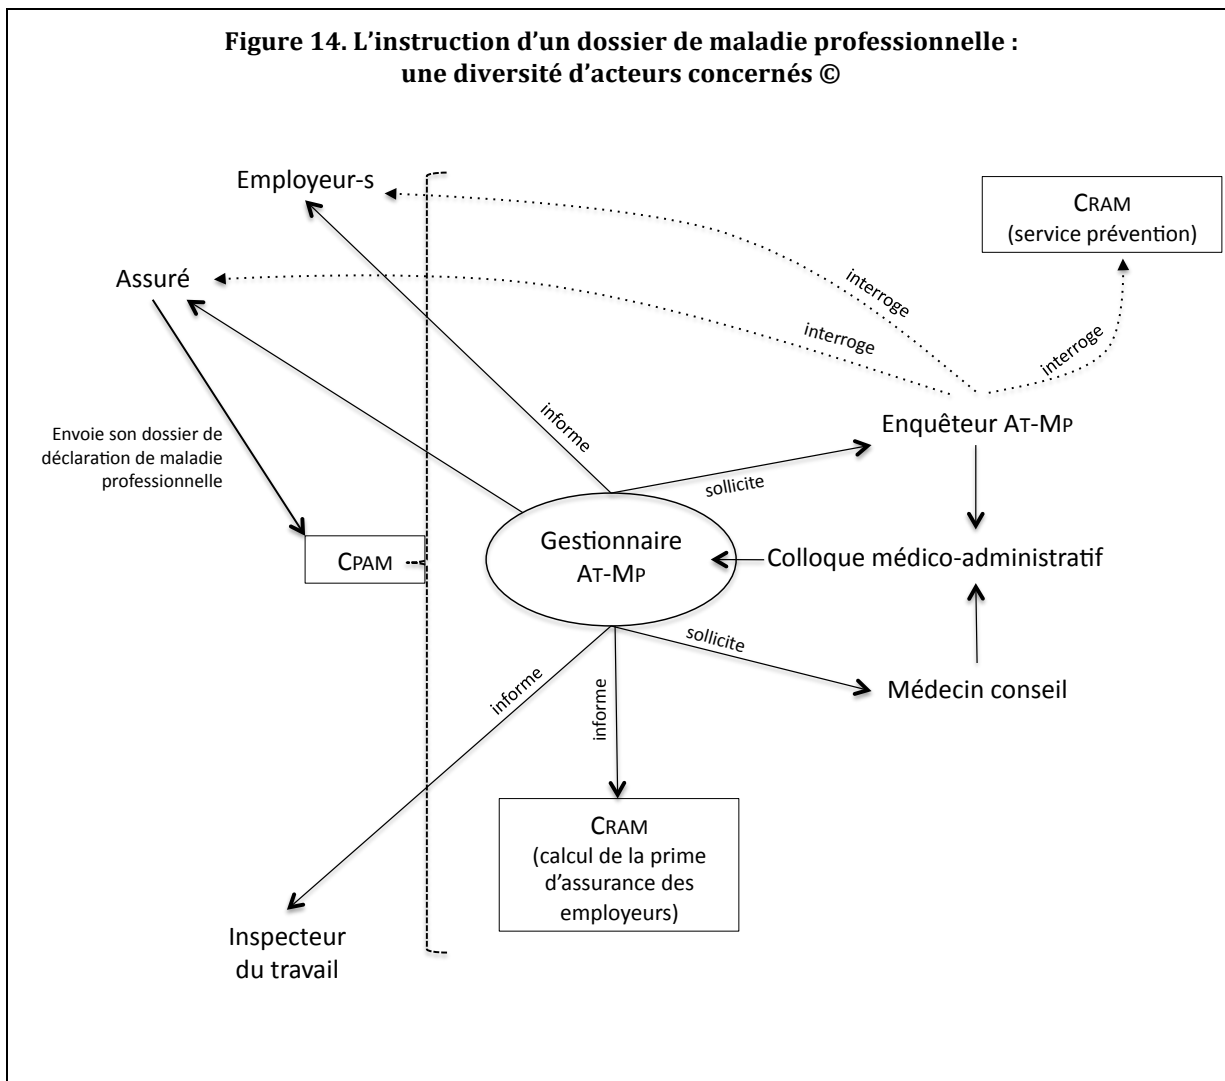 Figure 14. L’instruction d’un dossier de maladie professionnelle :
une diversité d’acteurs concernés ©
Employeur-s
CRAM
(service prévention)
Assuré
interroge
interroge
interroge
informe
Enquêteur AT-MP
Envoie son dossier de
déclaration de maladie
professionnelle
sollicite
CPAM
Gestionnaire
AT-MP
Colloque médico-administratif
sollicite
Médecin conseil
informe
informe
CRAM
(calcul de la prime
d’assurance des
employeurs)
Inspecteur
du travail